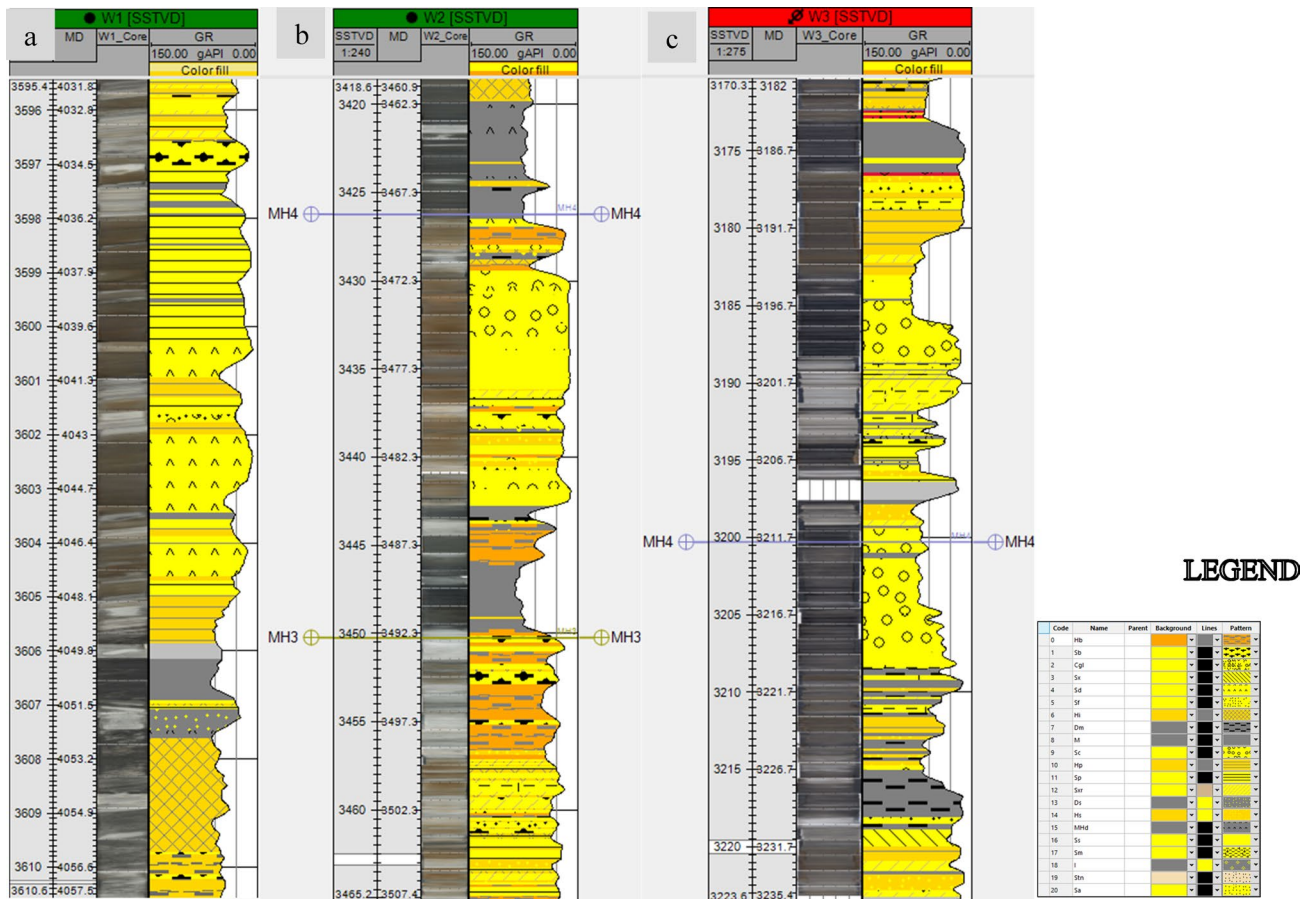 a
W1 [SSTVD]
MD W1_Core GR
150.00 gAPI 0.00
Color fill
3595.4 4031.8
3596 4032.8
3597 4034.5
3598 4036.2
3599 4037.9
3600 4039.6
3601 4041.3
3602 4043
3603 4044.7
3604 4046.4
3605 4048.1
3606 4049.8
3607 4051.5
3608 4053.2
3609 4054.9
3610 4056.6
3610.6 4057.5
b
W2 [SSTVD]
SSTVD MD W2_Core GR
1:240 150.00 gAPI 0.00
Color fill
3418.6 3460.9
3420 3462.3
3425 3467.3
MH4 MH4 MH4
3430 3472.3
3435 3477.3
3440 3482.3
3445 3487.3
3450 3492.3
MH3 MH3 MH3
3455 3497.3
3460 3502.3
3465.2 3507.4
c
W3 [SSTVD]
SSTVD MD W3_Core GR
1:275 150.00 gAPI 0.00
Color fill
3170.3 3182
3175 3186.7
3180 3191.7
3185 3196.7
3190 3201.7
3195 3206.7
3200 3211.7
MH4 MH4 MH4
3205 3216.7
3210 3221.7
3215 3226.7
3220 3231.7
3223.6 3235.4
LEGEND
Code Name Parent Background Lines Pattern
0 Hb
1 Sb
2 Cgl
3 Sx
4 Sd
5 Sf
6 Hi
7 Dm
8 M
9 Sc
10 Hp
11 Sp
12 Sxr
13 Ds
14 Hs
15 MHd
16 Ss
17 Sm
18 I
19 Stn
20 Sa